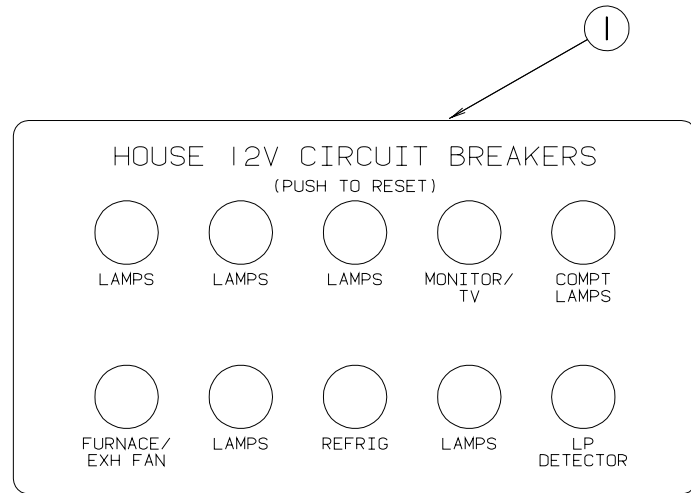 1
HOUSE 12V CIRCUIT BREAKERS
(PUSH TO RESET)
LAMPS LAMPS LAMPS MONITOR/ COMPT
TV LAMPS
FURNACE/ LAMPS REFRIG LAMPS LP
EXH FAN DETECTOR